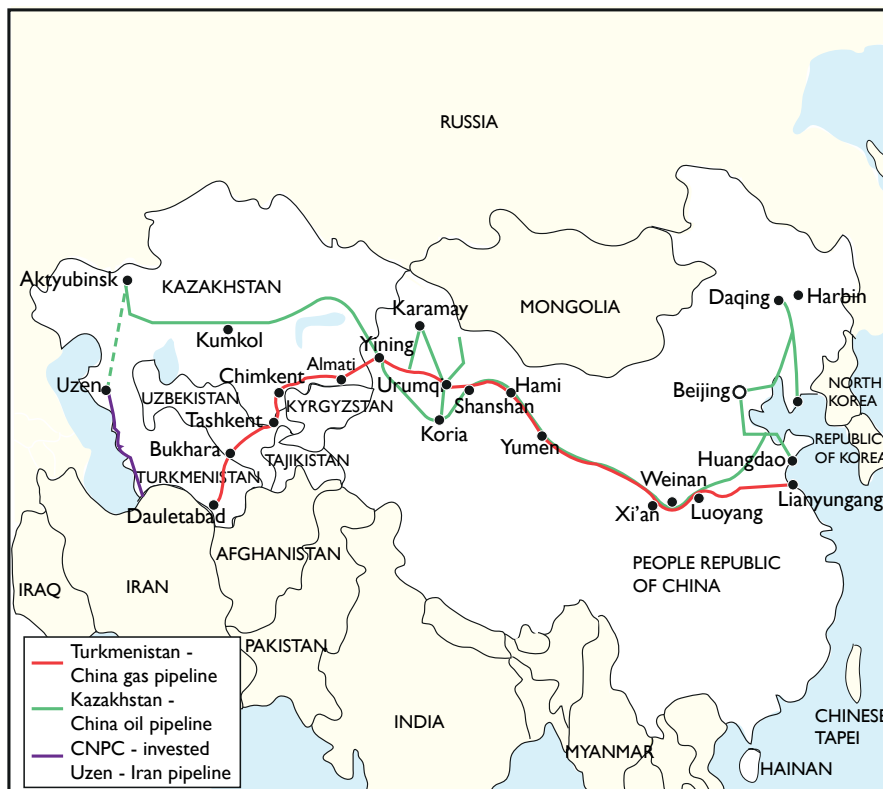 RUSSIA
Aktyubinsk
KAZAKHSTAN
Karamay
MONGOLIA
Daqing
Harbin
Kumkol
Yining
Almati
Chimkent
Urumq
Hami
Uzen
UZBEKISTAN
KYRGYZSTAN
Shanshan
Beijing
NORTH
KOREA
Tashkent
Koria
Yumen
REPUBLIC
OF KOREA
Bukhara
TAJIKISTAN
Huangdao
TURKMENISTAN
Weinan
Lianyungang
Dauletabad
Xi'an
Luoyang
AFGHANISTAN
PEOPLE REPUBLIC
OF CHINA
IRAQ
IRAN
PAKISTAN
Turkmenistan -
China gas pipeline
Kazakhstan -
China oil pipeline
CNPC - invested
Uzen - Iran pipeline
INDIA
MYANMAR
CHINESE
TAPEI
HAINAN